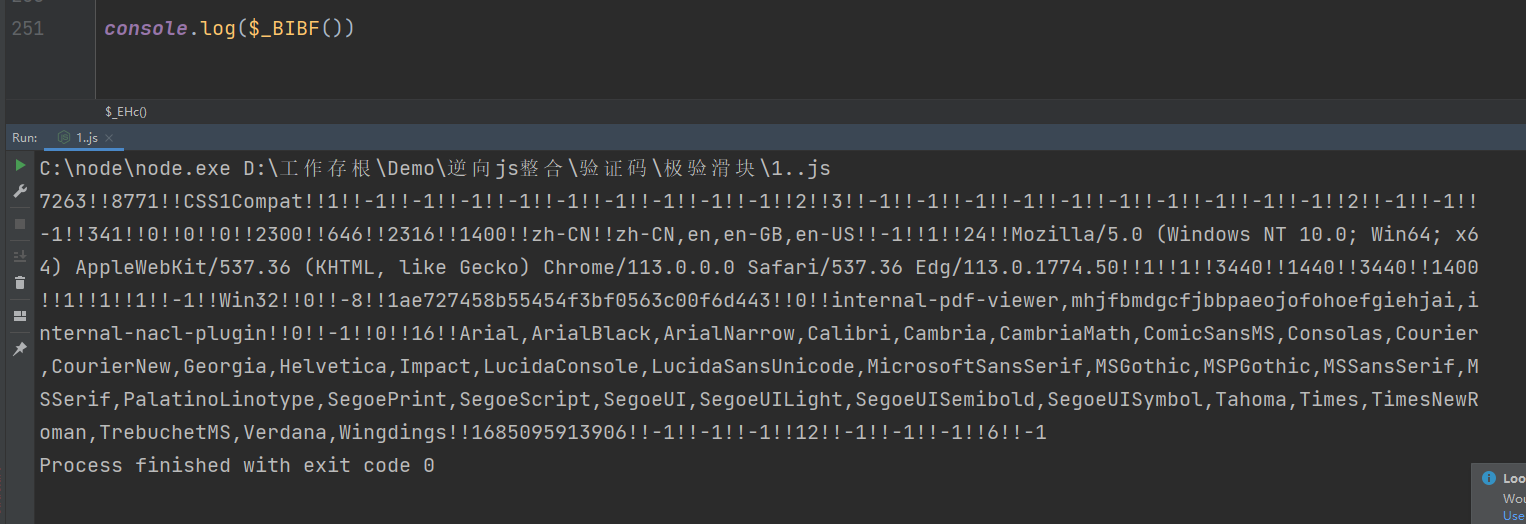 251 console.log($_BIBF())
$_EHc()
Run: 1..js
C:\node\node.exe D:\工作存根\Demo\逆向js整合\验证码\极验滑块\1..js
7263!!8771!!CSS1Compat!!1!!-1!!-1!!-1!!-1!!-1!!-1!!-1!!-1!!-1!!-1!!2!!3!!-1!!-1!!-1!!-1!!-1!!-1!!-1!!-1!!-1!!-1!!2!!-1!!-1!!
-1!!341!!0!!0!!0!!2300!!646!!2316!!1400!!zh-CN!!zh-CN,en,en-GB,en-US!!-1!!1!!24!!Mozilla/5.0 (Windows NT 10.0; Win64; x6
4) AppleWebKit/537.36 (KHTML, like Gecko) Chrome/113.0.0.0 Safari/537.36 Edg/113.0.1774.50!!1!!1!!3440!!1440!!3440!!1400
!!1!!1!!1!!-1!!Win32!!0!!-8!!1ae727458b55454f3bf0563c00f6d443!!0!!internal-pdf-viewer,mhjfbmdgcfjbbpaeojofohoefgiehjai,i
nternal-nacl-plugin!!0!!-1!!0!!16!!Arial,ArialBlack,ArialNarrow,Calibri,Cambria,CambriaMath,ComicSansMS,Consolas,Courier
,CourierNew,Georgia,Helvetica,Impact,LucidaConsole,LucidaSansUnicode,MicrosoftSansSerif,MSGothic,MSPGothic,MSSansSerif,M
SSerif,PalatinoLinotype,SegoePrint,SegoeScript,SegoeUI,SegoeUILight,SegoeUISemibold,SegoeUISymbol,Tahoma,Times,TimesNewR
oman,TrebuchetMS,Verdana,Wingdings!!1685095913906!!-1!!-1!!-1!!12!!-1!!-1!!-1!!6!!-1
Process finished with exit code 0
Loo
Wou
Use